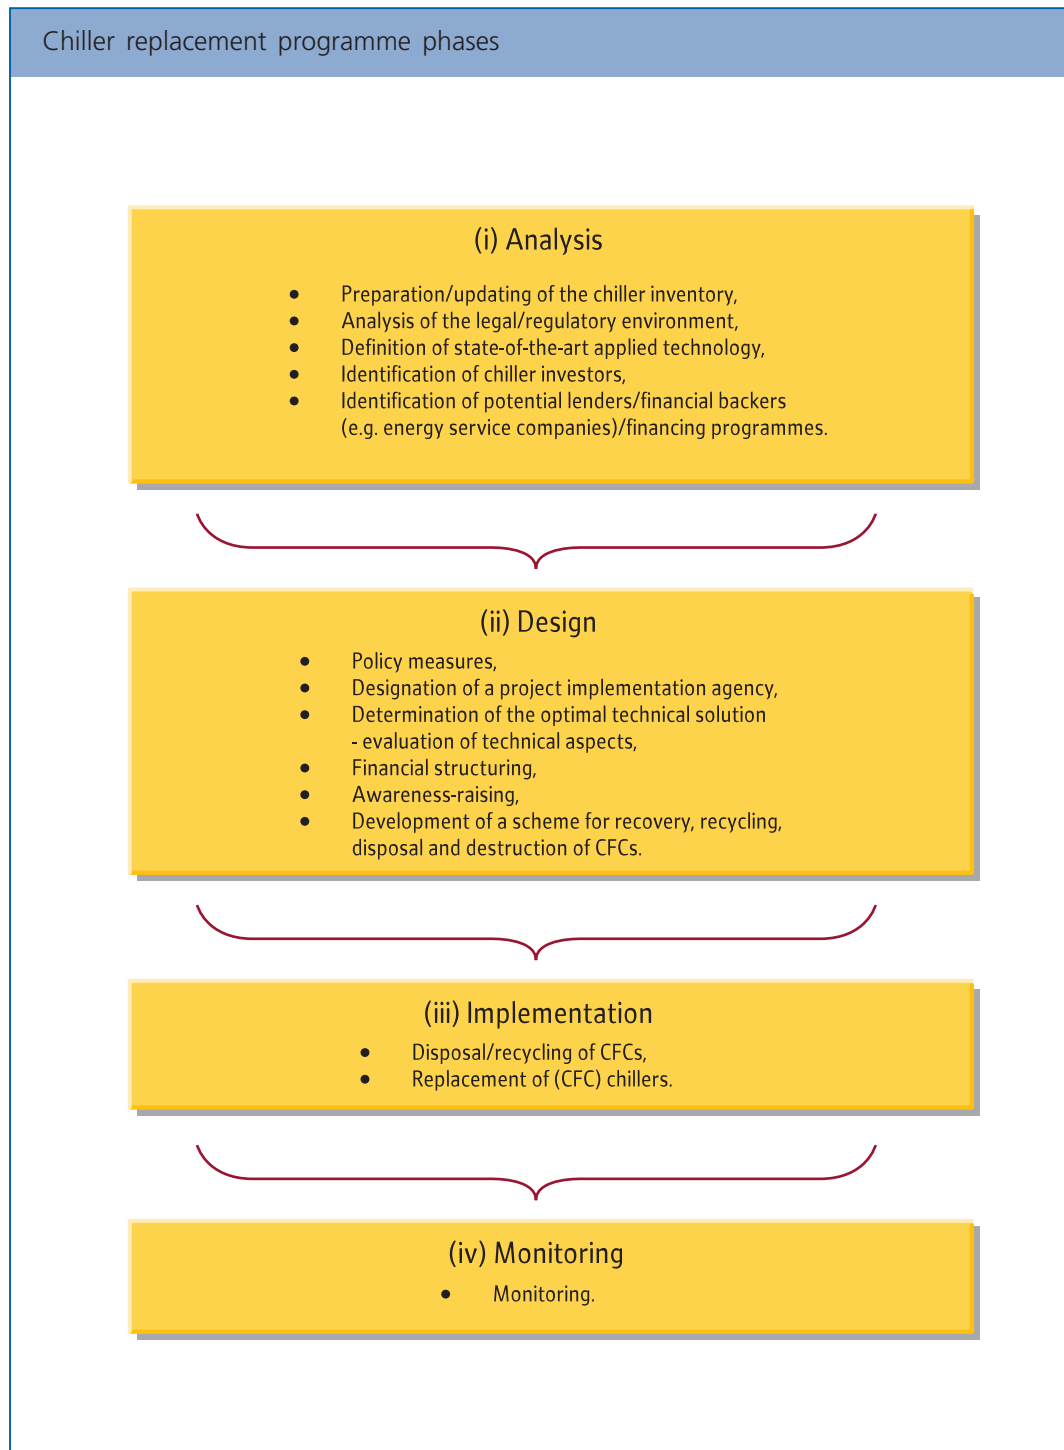 Chiller replacement programme phases
(i) Analysis
● Preparation/updating of the chiller inventory,
● Analysis of the legal/regulatory environment,
● Definition of state-of-the-art applied technology,
● Identification of chiller investors,
● Identification of potential lenders/financial backers
(e.g. energy service companies)/financing programmes.
(ii) Design
● Policy measures,
● Designation of a project implementation agency,
● Determination of the optimal technical solution
- evaluation of technical aspects,
● Financial structuring,
● Awareness-raising,
● Development of a scheme for recovery, recycling,
disposal and destruction of CFCs.
(iii) Implementation
● Disposal/recycling of CFCs,
● Replacement of (CFC) chillers.
(iv) Monitoring
● Monitoring.